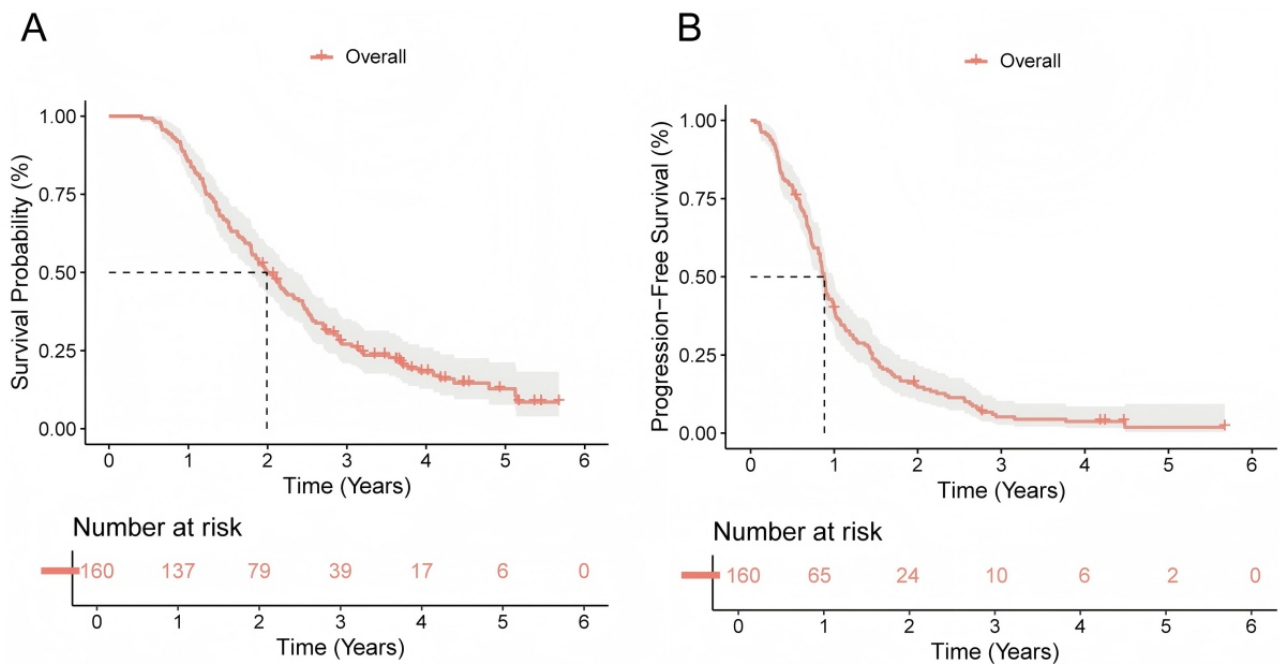 A
Overall
Survival Probability (%)
1.00
0.75
0.50
0.25
0.00
0 1 2 3 4 5 6
Time (Years)
Number at risk
160 137 79 39 17 6 0
0 1 2 3 4 5 6
Time (Years)
B
Overall
Progression-Free Survival (%)
1.00
0.75
0.50
0.25
0.00
0 1 2 3 4 5 6
Time (Years)
Number at risk
160 65 24 10 6 2 0
0 1 2 3 4 5 6
Time (Years)